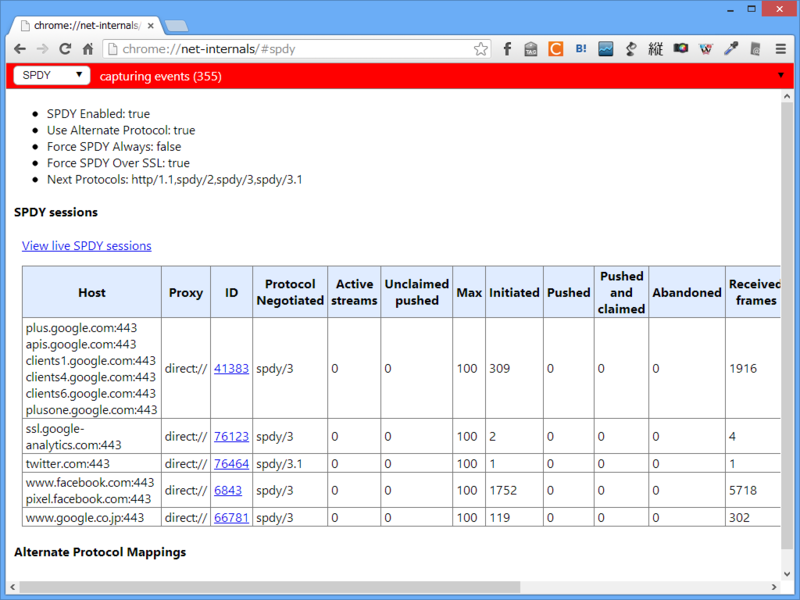 chrome://net-internals/
chrome://net-internals/#spdy
f B! 縦 W
SPDY capturing events (355)
SPDY Enabled: true
Use Alternate Protocol: true
Force SPDY Always: false
Force SPDY Over SSL: true
Next Protocols: http/1.1,spdy/2,spdy/3,spdy/3.1
SPDY sessions
View live SPDY sessions
Host Proxy ID Protocol Negotiated Active streams Unclaimed pushed Max Initiated Pushed Pushed and claimed Abandoned Received frames
plus.google.com:443
apis.google.com:443
clients1.google.com:443
clients4.google.com:443
clients6.google.com:443
plusone.google.com:443
direct:// 41383 spdy/3 0 0 100 309 0 0 0 1916
ssl.google-
analytics.com:443
direct:// 76123 spdy/3 0 0 100 2 0 0 0 4
twitter.com:443 direct:// 76464 spdy/3.1 0 0 100 1 0 0 0 1
www.facebook.com:443
pixel.facebook.com:443
direct:// 6843 spdy/3 0 0 100 1752 0 0 0 5718
www.google.co.jp:443 direct:// 66781 spdy/3 0 0 100 119 0 0 0 302
Alternate Protocol Mappings